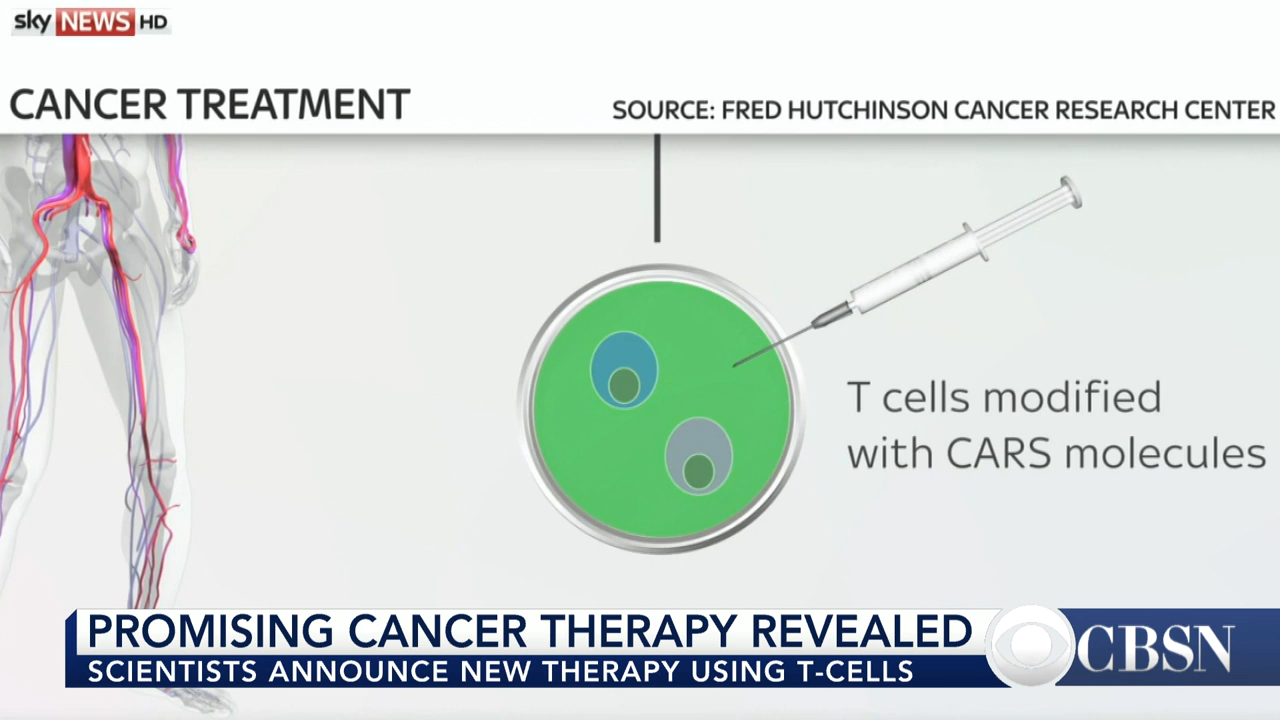 sky NEWS HD
CANCER TREATMENT
SOURCE: FRED HUTCHINSON CANCER RESEARCH CENTER
T cells modified
with CARS molecules
PROMISING CANCER THERAPY REVEALED
SCIENTISTS ANNOUNCE NEW THERAPY USING T-CELLS
CBSN